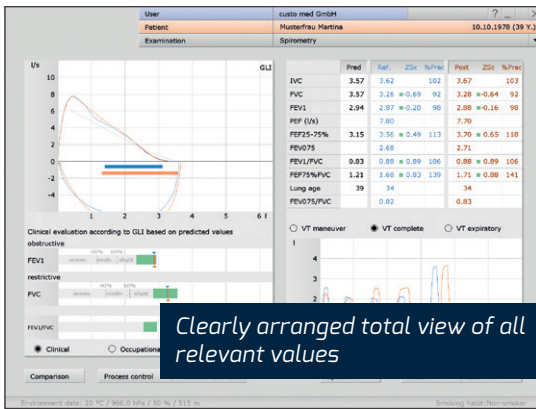 User custo med GmbH ? _ X
Patient Musterfrau Martina 10.10.1978 (39 Y.)
Examination Spirometry
l/s GLI
10
8
6
4
2
0
-2
-4
1 2 3 4 5 6 l
Pred Ref. ZSc %Prec Post ZSc %Prec
IVC 3.57 3.62 102 3.67 103
FVC 3.57 3.26 -0.69 92 3.28 -0.64 92
FEV1 2.94 2.87 -0.20 98 2.88 -0.16 98
PEF (l/s) 7.80 7.70
FEF25-75% 3.15 3.56 0.49 113 3.70 0.65 118
FEV075 2.68 2.71
FEV1/FVC 0.83 0.88 0.89 106 0.88 0.89 106
FEF75%FVC 1.21 1.68 0.83 139 1.71 0.88 141
Lung age 39 34 34
FEV075/FVC 0.82 0.83
Clinical evaluation according to GLI based on predicted values
obstructive
40% 60%
FEV1 severe mode... slight
restrictive
40% 60%
FVC severe mode... slight
FEV1/FVC
Clinical Occupationa
VT maneuver VT complete VT expiratory
l
4
3
2
Clearly arranged total view of all
relevant values
Comparison Process control
Environment data: 20 °C / 966.0 hPa / 50 % / 515 m Smoking habit:Non-smoker